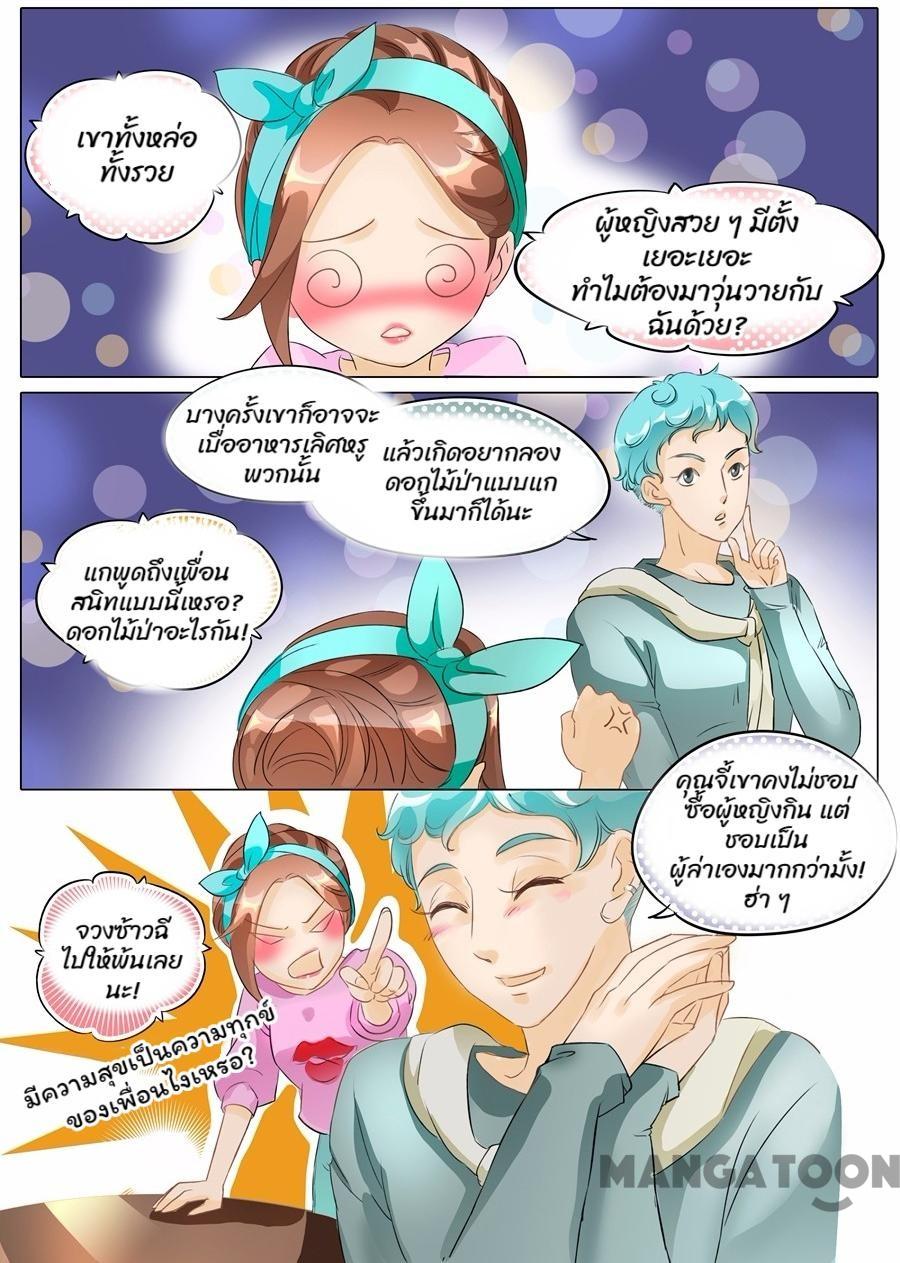 เขาทั้งหล่อ
ทั้งรวย
ผู้หญิงสวย ๆ มีตั้ง
เยอะเยอะ
ทำไมต้องมาวุ่นวายกับ
ฉันด้วย?
บางครั้งเขาก็อาจจะ
เบื่ออาหารเลิศหรู
พวกนั้น
แล้วเกิดอยากลอง
ดอกไม้ป่าแบบแก
ขึ้นมาก็ได้นะ
แกพูดถึงเพื่อน
สนิทแบบนี้เหรอ?
ดอกไม้ป่าอะไรกัน!
คุณจี้เขาคงไม่ชอบ
ซื้อผู้หญิงกิน แต่
ชอบเป็น
ผู้ล่าเองมากกว่ามั้ง!
ฮ่า ๆ
จวงซ้าวฉี
ไปให้พ้นเลย
นะ!
มีความสุขเป็นความทุกข์
ของเพื่อนไงเหรอ?
MANGATOON